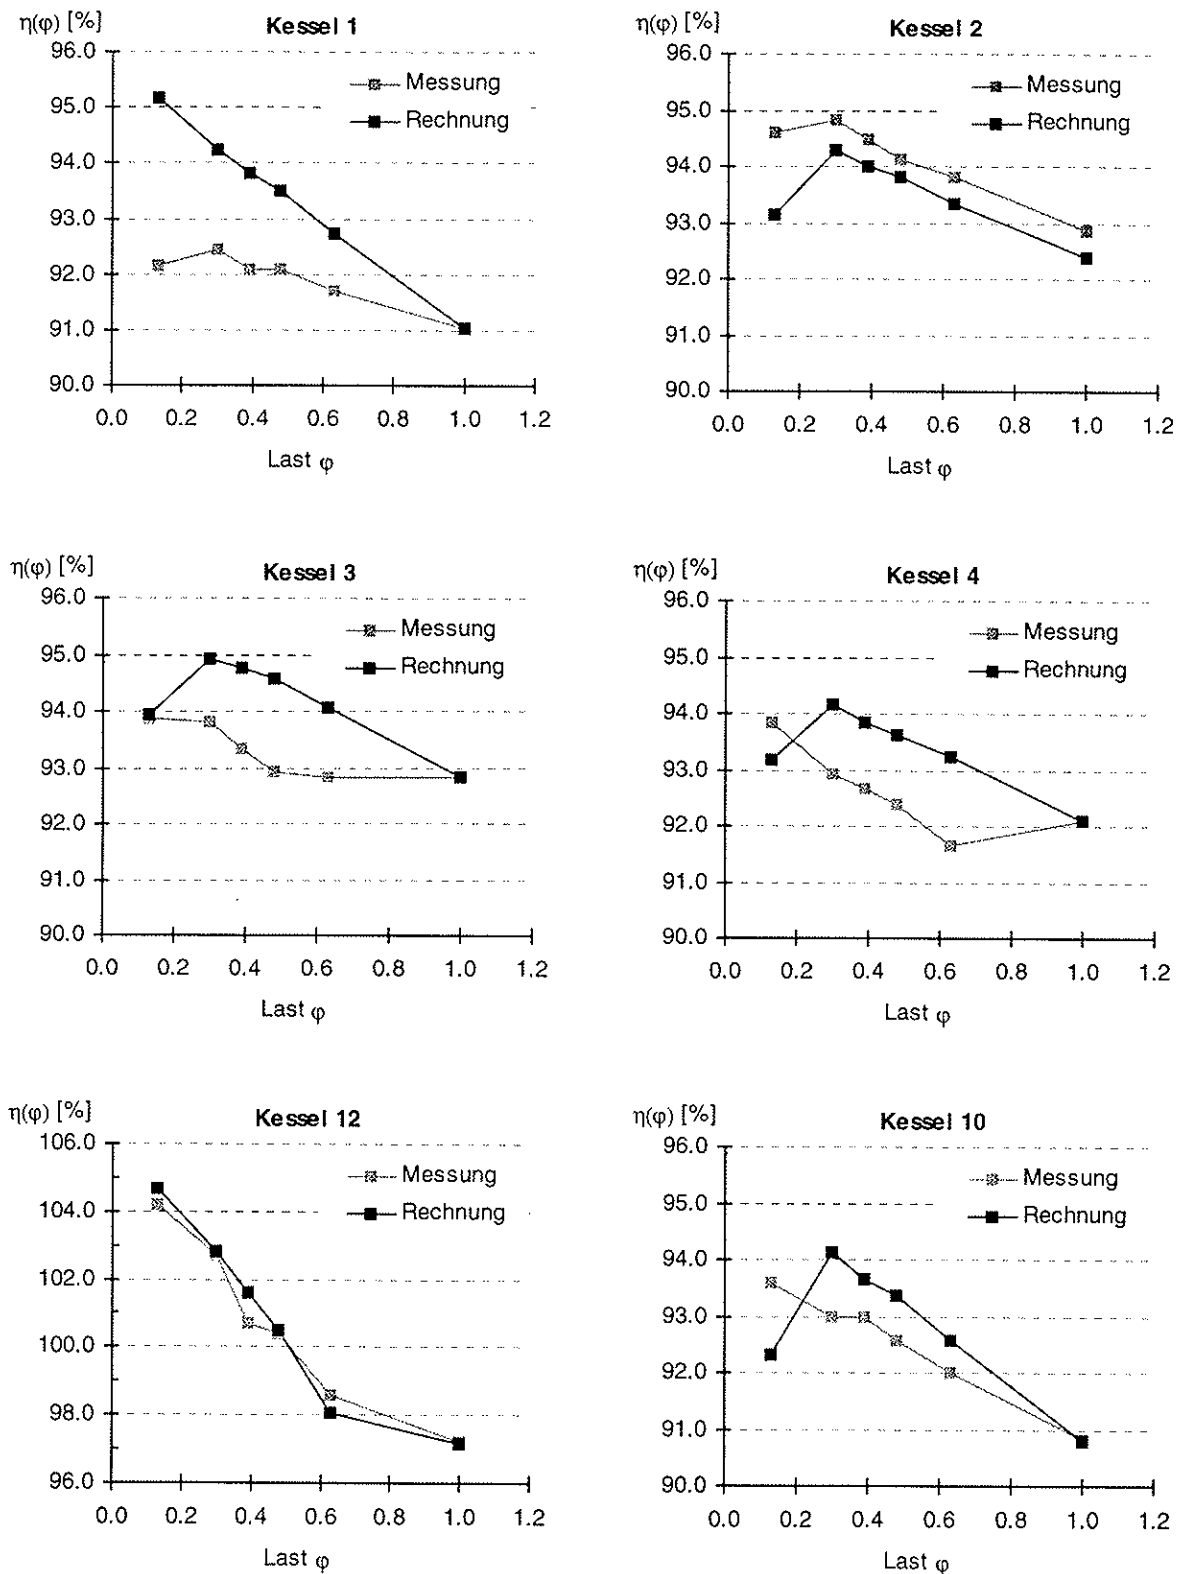 η(φ) [%]
Kessel 1
96.0
95.0
94.0
93.0
92.0
91.0
90.0
Messung
Rechnung
0.0 0.2 0.4 0.6 0.8 1.0 1.2
Last φ
η(φ) [%]
Kessel 2
96.0
95.0
94.0
93.0
92.0
91.0
90.0
Messung
Rechnung
0.0 0.2 0.4 0.6 0.8 1.0 1.2
Last φ
η(φ) [%]
Kessel 3
96.0
95.0
94.0
93.0
92.0
91.0
90.0
Messung
Rechnung
0.0 0.2 0.4 0.6 0.8 1.0 1.2
Last φ
η(φ) [%]
Kessel 4
96.0
95.0
94.0
93.0
92.0
91.0
90.0
Messung
Rechnung
0.0 0.2 0.4 0.6 0.8 1.0 1.2
Last φ
η(φ) [%]
Kessel 12
106.0
104.0
102.0
100.0
98.0
96.0
Messung
Rechnung
0.0 0.2 0.4 0.6 0.8 1.0 1.2
Last φ
η(φ) [%]
Kessel 10
96.0
95.0
94.0
93.0
92.0
91.0
90.0
Messung
Rechnung
0.0 0.2 0.4 0.6 0.8 1.0 1.2
Last φ